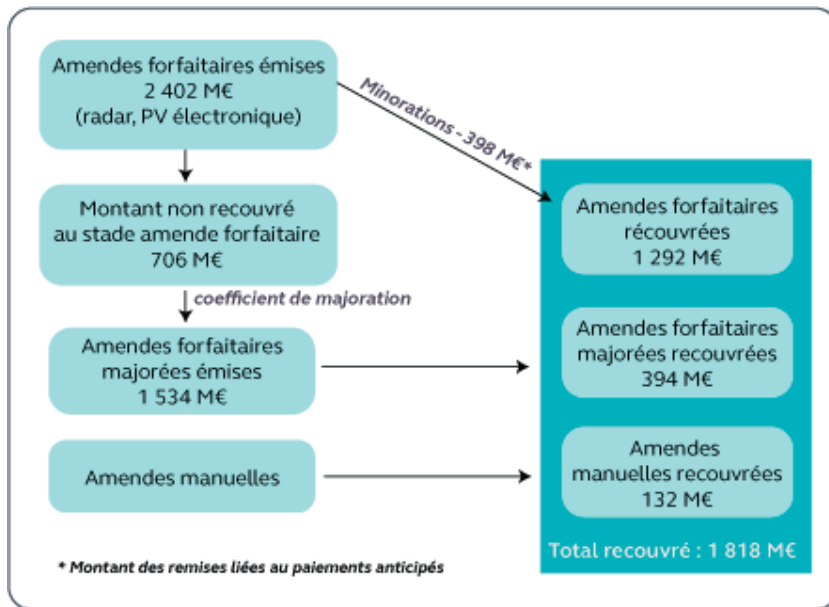 Amendes forfaitaires émises
2 402 M€
(radar, PV électronique)
Minorations - 398 M€*
Montant non recouvré
au stade amende forfaitaire
706 M€
Amendes forfaitaires
récouvrées
1 292 M€
coefficient de majoration
Amendes forfaitaires
majorées émises
1 534 M€
Amendes forfaitaires
majorées recouvrées
394 M€
Amendes manuelles
Amendes
manuelles recouvrées
132 M€
Total recouvré : 1 818 M€
* Montant des remises liées au paiements anticipés